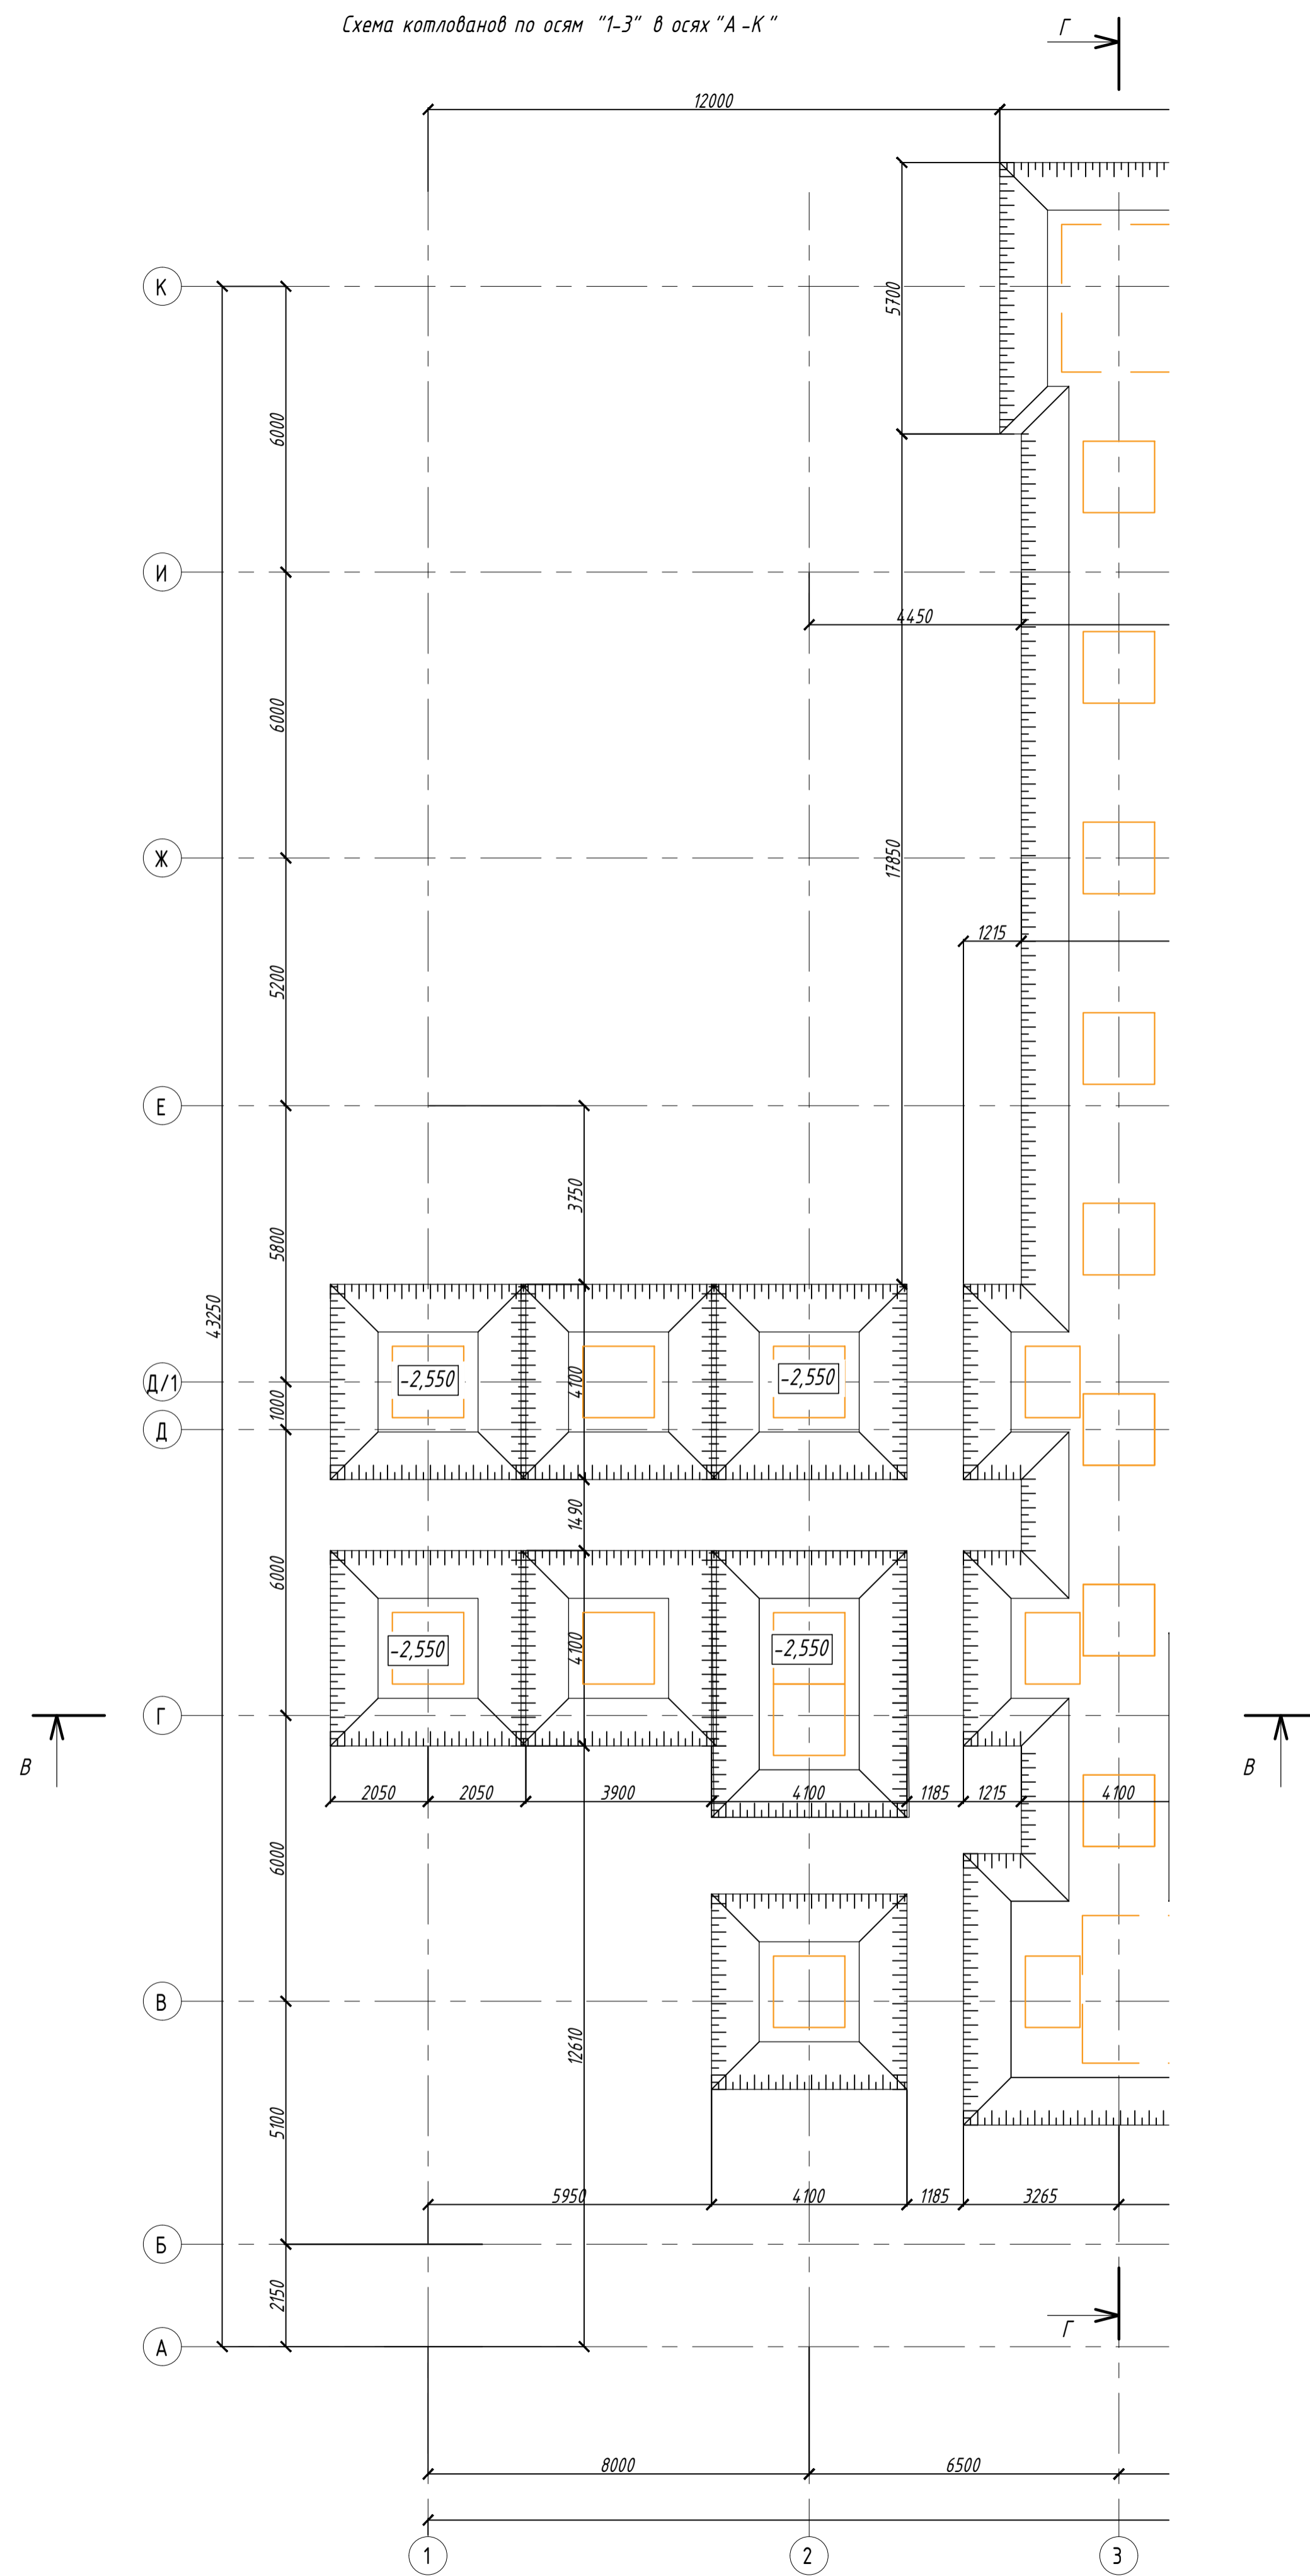 Схема котлованов по осям "1-3" в осях "А -К "
Г
12000
5700
К
6000
И
4450
6000
Ж
17850
1215
5200
Е
3750
5800
43250
-2,550
4100
-2,550
Д/1
1000
Д
1490
6000
-2,550
4100
-2,550
Г
В
В
2050
2050
3900
4100
1185
1215
4100
6000
В
12610
5100
5950
4100
1185
3265
Б
2150
Г
А
8000
6500
1
2
3